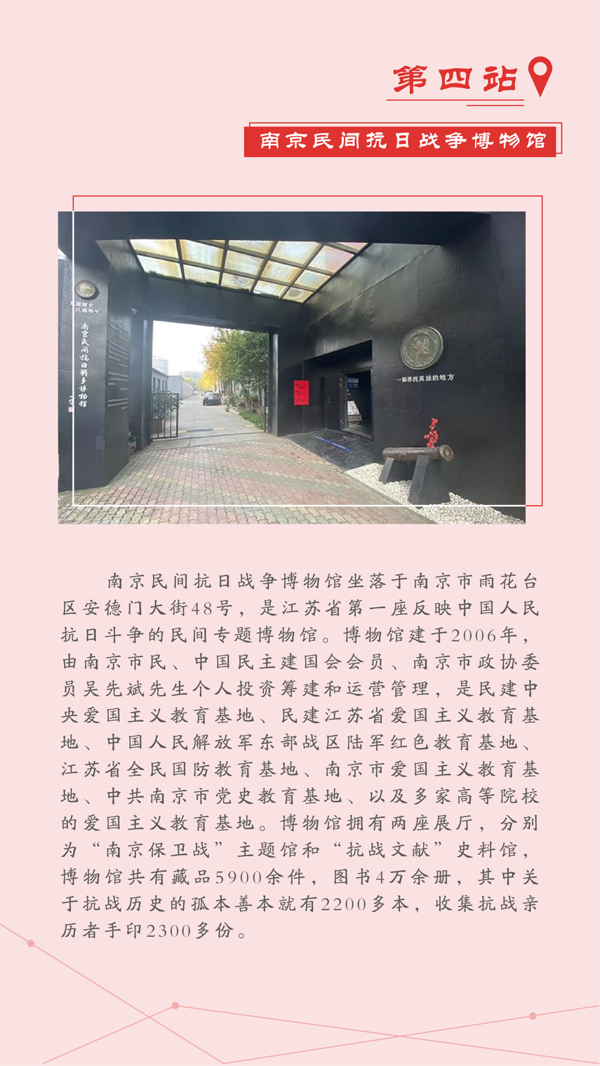 第四站
南京民间抗日战争博物馆
南京民间抗日战争博物馆
一个寻找英雄的地方
南京民间抗日战争博物馆坐落于南京市雨花台
区安德门大街48号，是江苏省第一座反映中国人民
抗日斗争的民间专题博物馆。博物馆建于2006年，
由南京市民、中国民主建国会会员、南京市政协委
员吴先斌先生个人投资筹建和运营管理，是民建中
央爱国主义教育基地、民建江苏省爱国主义教育基
地、中国人民解放军东部战区陆军红色教育基地、
江苏省全民国防教育基地、南京市爱国主义教育基
地、中共南京市党史教育基地、以及多家高等院校
的爱国主义教育基地。博物馆拥有两座展厅，分别
为“南京保卫战”主题馆和“抗战文献”史料馆，
博物馆共有藏品5900余件，图书4万余册，其中关
于抗战历史的孤本善本就有2200多本，收集抗战亲
历者手印2300多份。